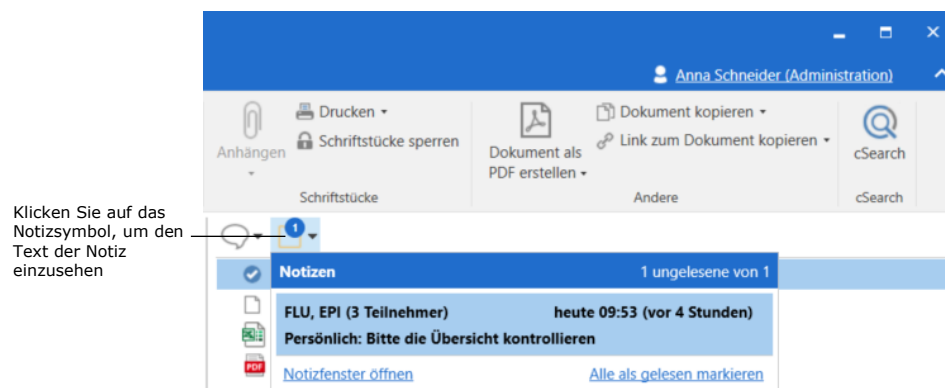 Anna Schneider (Administration)
Anhängen
Drucken
Schriftstücke sperren
Schriftstücke
Dokument als
PDF erstellen
Dokument kopieren
Link zum Dokument kopieren
Andere
cSearch
cSearch
Klicken Sie auf das
Notizsymbol, um den
Text der Notiz
einzusehen
1
Notizen 1 ungelesene von 1
FLU, EPI (3 Teilnehmer) heute 09:53 (vor 4 Stunden)
Persönlich: Bitte die Übersicht kontrollieren
PDF
Notizfenster öffnen Alle als gelesen markieren